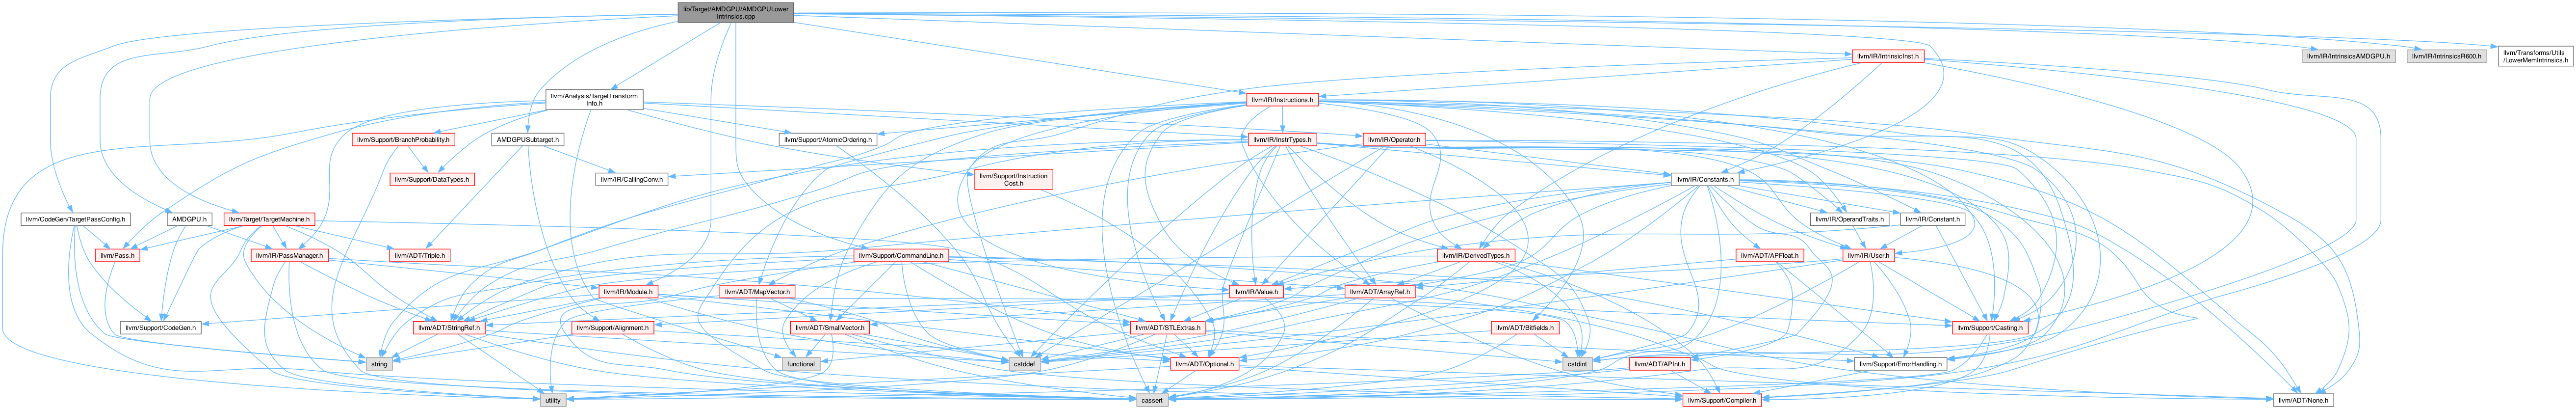 lib/Target/AMDGPU/AMDGPULower
Intrinsics.cpp
llvm/IR/IntrinsicInst.h
llvm/IR/IntrinsicsAMDGPU.h
llvm/IR/IntrinsicsR600.h
llvm/Transforms/Utils
/LowerMemIntrinsics.h
llvm/Analysis/TargetTransform
Info.h
llvm/IR/Instructions.h
llvm/Support/BranchProbability.h
AMDGPUSubtarget.h
llvm/Support/AtomicOrdering.h
llvm/IR/InstrTypes.h
llvm/IR/Operator.h
llvm/Support/DataTypes.h
llvm/IR/CallingConv.h
llvm/Support/Instruction
Cost.h
llvm/IR/Constants.h
llvm/CodeGen/TargetPassConfig.h
AMDGPU.h
llvm/Target/TargetMachine.h
llvm/IR/OperandTraits.h
llvm/IR/Constant.h
llvm/Pass.h
llvm/IR/PassManager.h
llvm/ADT/Triple.h
llvm/Support/CommandLine.h
llvm/IR/DerivedTypes.h
llvm/ADT/APFloat.h
llvm/IR/User.h
llvm/IR/Module.h
llvm/ADT/MapVector.h
llvm/IR/Value.h
llvm/ADT/ArrayRef.h
llvm/Support/CodeGen.h
llvm/ADT/StringRef.h
llvm/Support/Alignment.h
llvm/ADT/SmallVector.h
llvm/ADT/STLExtras.h
llvm/ADT/Bitfields.h
llvm/Support/Casting.h
string
functional
cstddef
llvm/ADT/Optional.h
cstdint
llvm/ADT/APInt.h
llvm/Support/ErrorHandling.h
utility
cassert
llvm/Support/Compiler.h
llvm/ADT/None.h